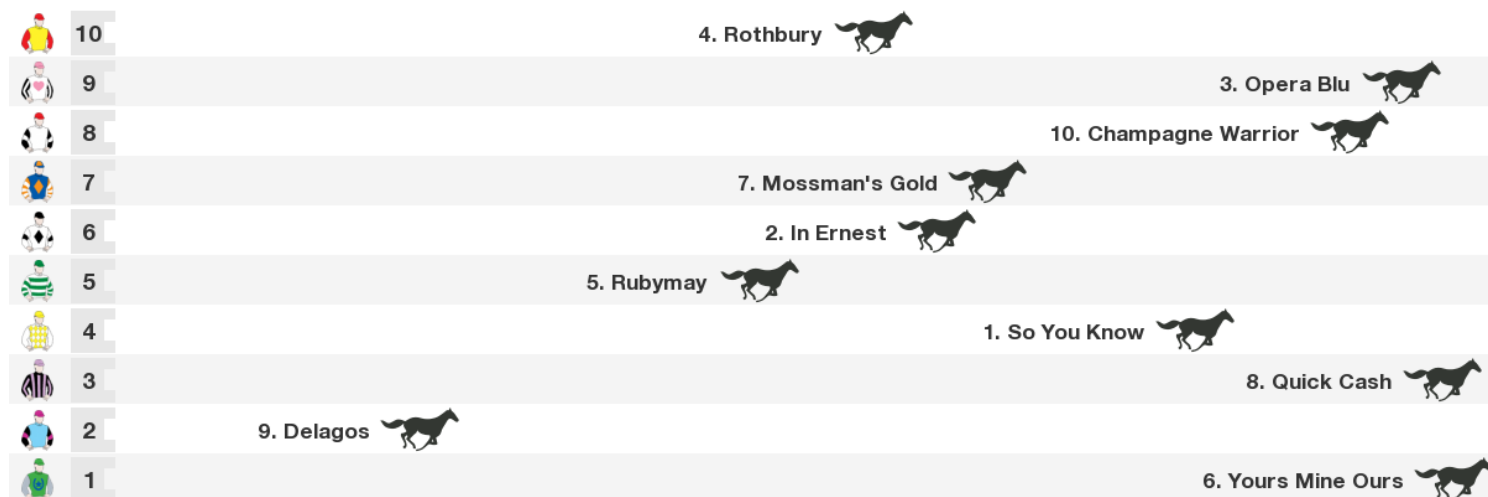 10 4. Rothbury
9 3. Opera Blu
8 10. Champagne Warrior
7 7. Mossman's Gold
6 2. In Ernest
5 5. Rubymay
4 1. So You Know
3 8. Quick Cash
2 9. Delagos
1 6. Yours Mine Ours